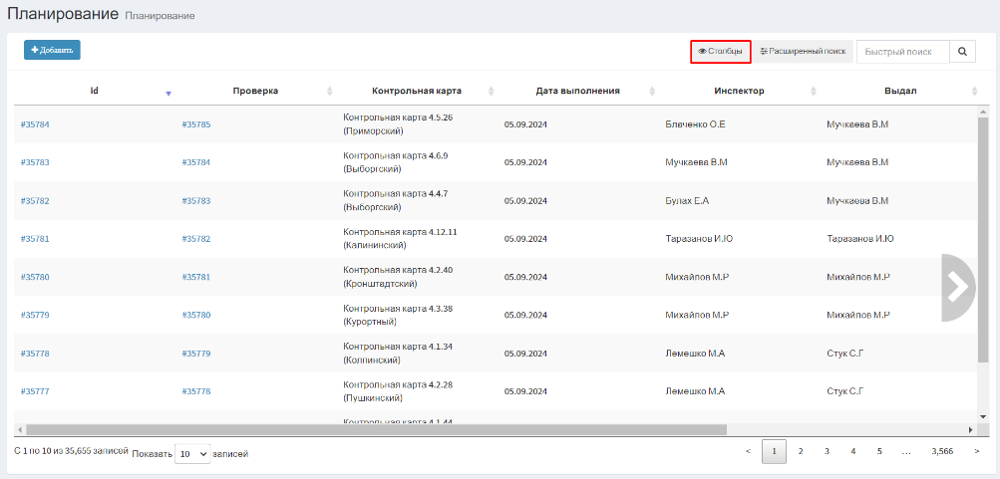 Планирование Планирование
Добавить
Столбцы Расширенный поиск Быстрый поиск
id Проверка Контрольная карта Дата выполнения Инспектор Выдал
#35784 #35785 Контрольная карта 4.5.26 (Приморский) 05.09.2024 Бпаченко О.Е Мучкаева В.М
#35783 #35784 Контрольная карта 4.6.9 (Выборгский) 05.09.2024 Мучкаева В.М Мучкаева В.М
#35782 #35783 Контрольная карта 4.4.7 (Выборгский) 05.09.2024 Булах Е.А Мучкаева В.М
#35781 #35782 Контрольная карта 4.12.11 (Калининский) 05.09.2024 Таразанов И.Ю Таразанов И.Ю
#35780 #35781 Контрольная карта 4.2.40 (Кронштадтский) 05.09.2024 Михайлов М.Р Михайлов М.Р
#35779 #35780 Контрольная карта 4.3.38 (Курортный) 05.09.2024 Михайлов М.Р Михайлов М.Р
#35778 #35779 Контрольная карта 4.1.34 (Колпинский) 05.09.2024 Лемешко М.А Стук С.Г
#35777 #35778 Контрольная карта 4.2.28 (Пушкинский) 05.09.2024 Лемешко М.А Стук С.Г
Контрольная карта 4.1.44
С 1 по 10 из 35,655 записей Показать 10 записей < 1 2 3 4 5 ... 3,566 >